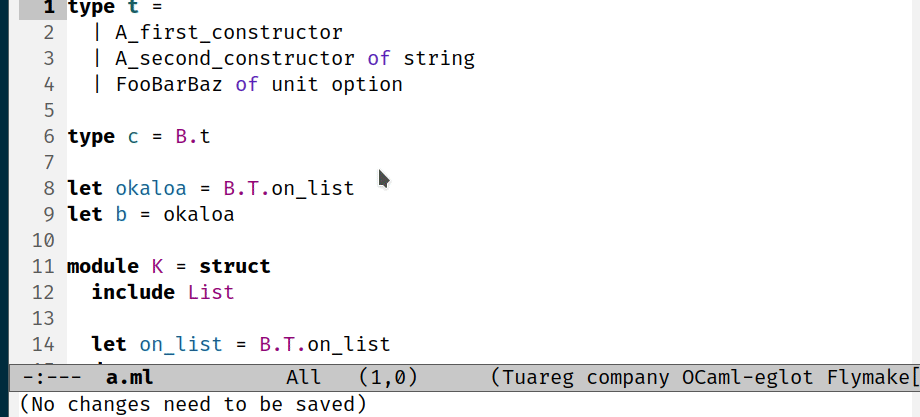 1 type t =
2   | A_first_constructor
3   | A_second_constructor of string
4   | FooBarBaz of unit option
5
6 type c = B.t
7
8 let okaloa = B.T.on_list
9 let b = okaloa
10
11 module K = struct
12   include List
13
14   let on_list = B.T.on_list
-:---  a.ml           All   (1,0)      (Tuareg company OCaml-eglot Flymake[
(No changes need to be saved)